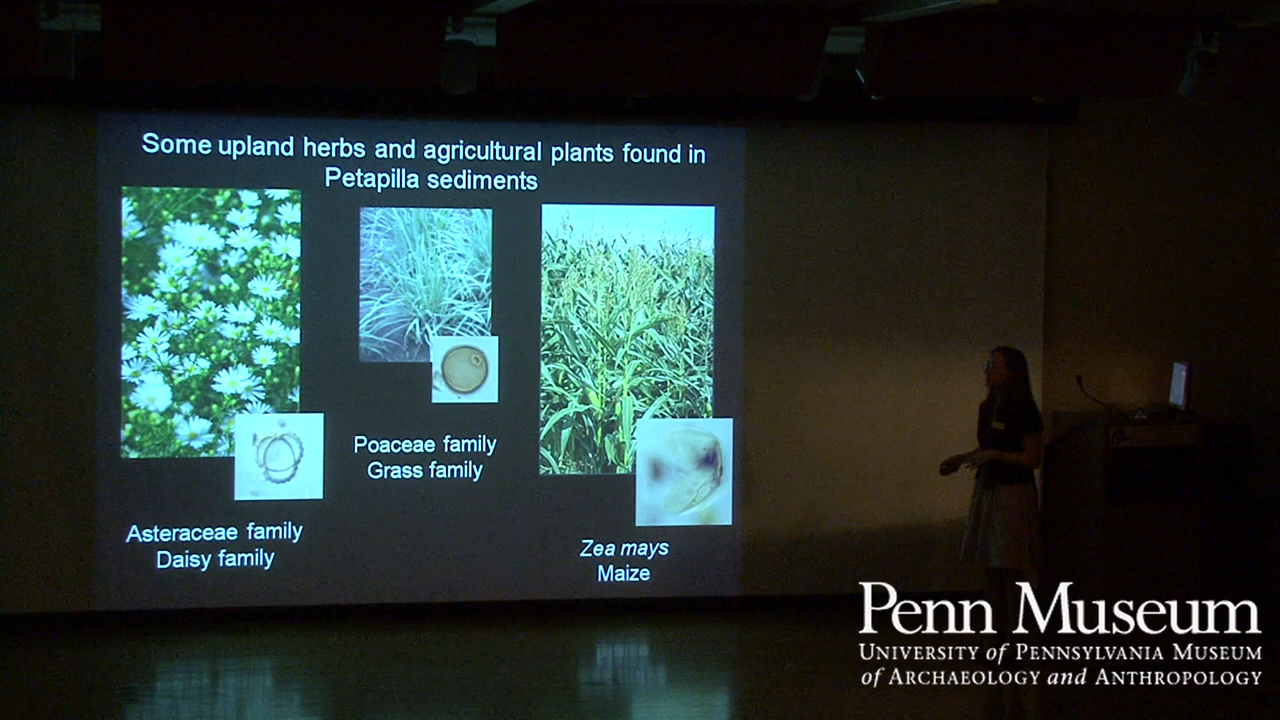 Some upland herbs and agricultural plants found in
Petapilla sediments
Poaceae family
Grass family
Asteraceae family
Daisy family
Zea mays
Maize
Penn Museum
UNIVERSITY of PENNSYLVANIA MUSEUM
of ARCHAEOLOGY and ANTHROPOLOGY